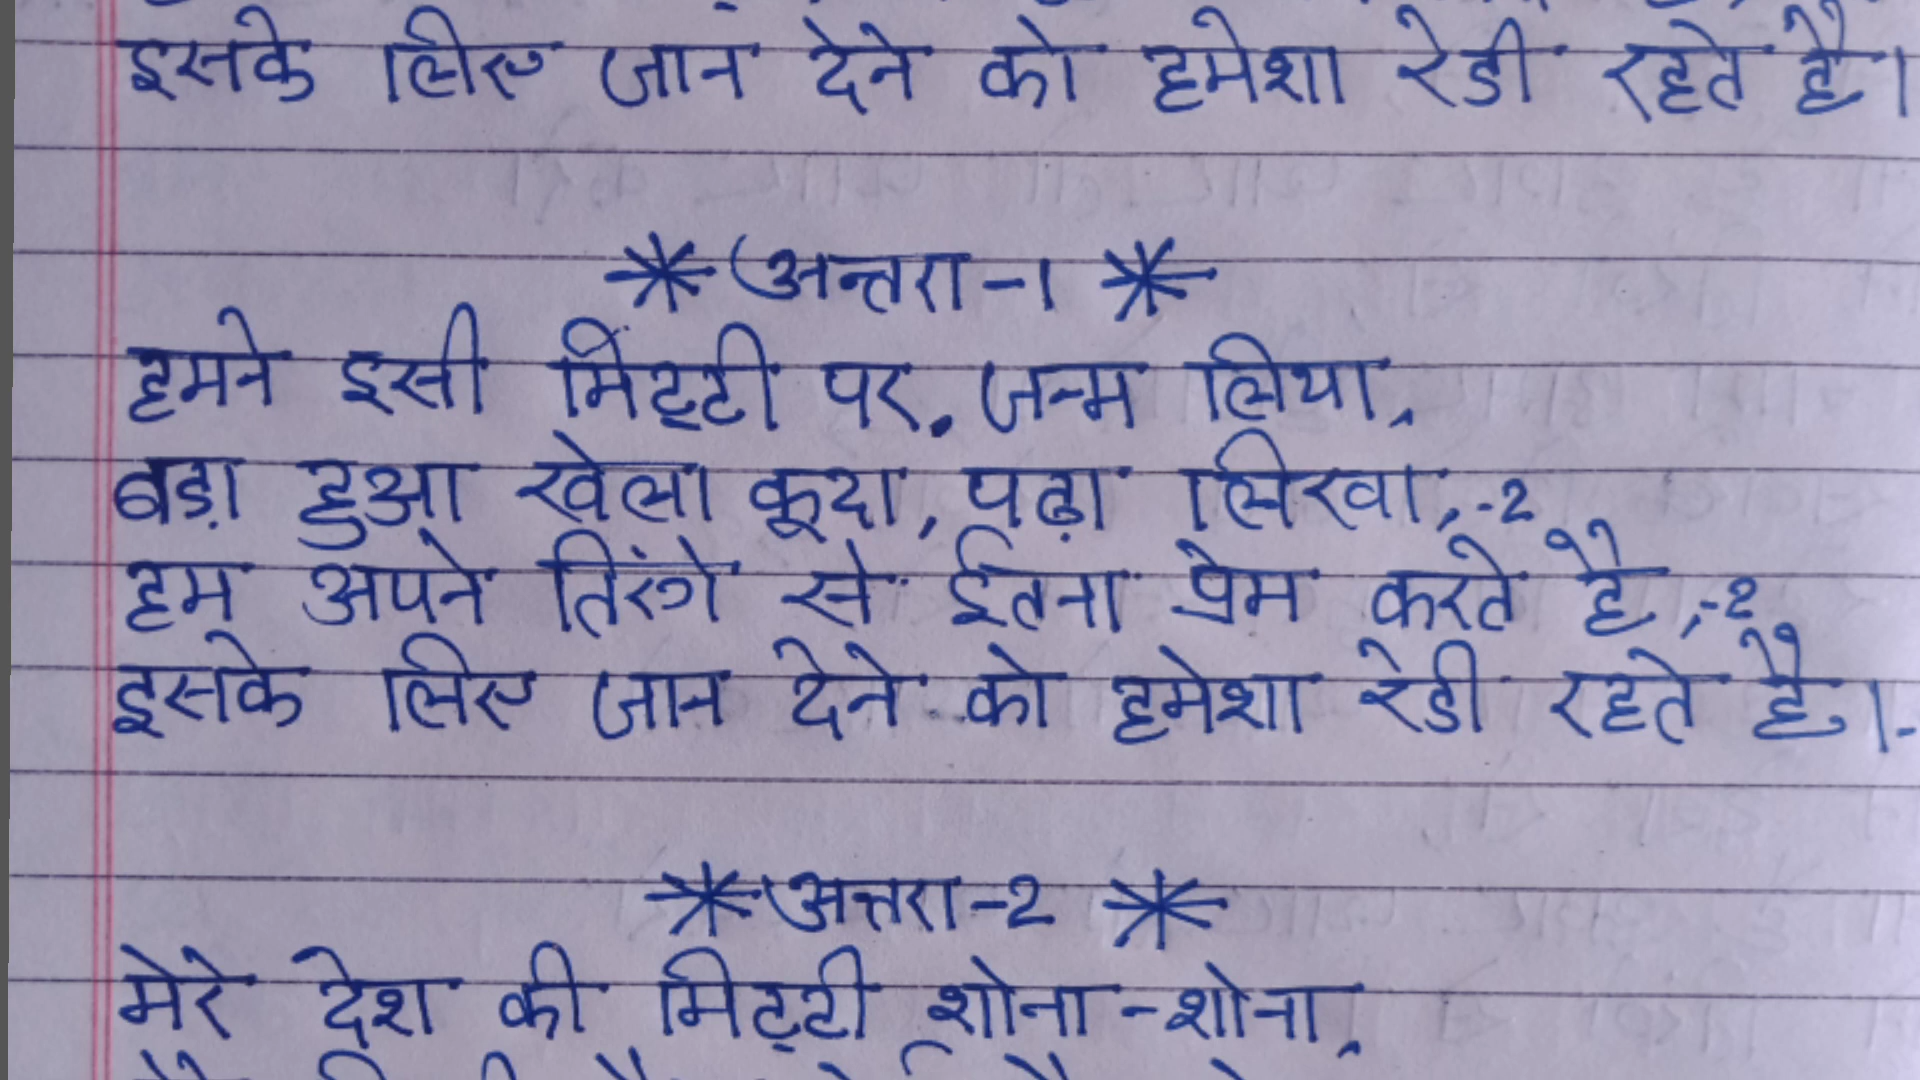 इसके लिए जान देने को हमेशा रेडी रहते है।
* अन्तरा-1 *
हमने इसी मिट्टी पर, जन्म लिया,
बड़ा हुआ खेला कूदा, पढ़ा लिखा,-2
हम अपने तिरंगे से ईतना प्रेम करते है,-2
इसके लिए जान देने को हमेशा रेडी रहते है।-
* अन्तरा-2 *
मेरे देश की मिट्टी शोना-शोना,